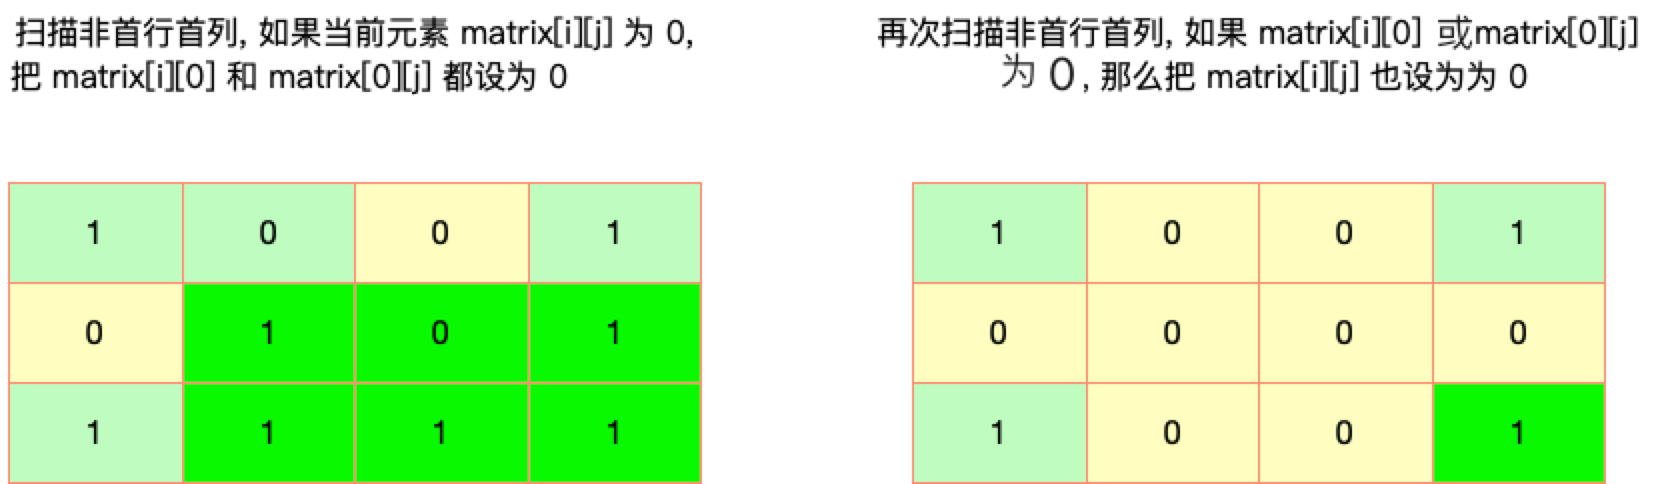 扫描非首行首列, 如果当前元素 matrix[i][j] 为 0,
把 matrix[i][0] 和 matrix[0][j] 都设为 0
再次扫描非首行首列, 如果 matrix[i][0] 或matrix[0][j]
为 0, 那么把 matrix[i][j] 也设为为 0
1 0 0 1
0 1 0 1
1 1 1 1
1 0 0 1
0 0 0 0
1 0 0 1